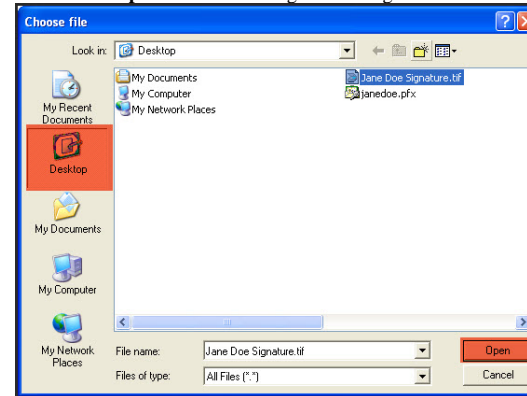 Choose file
Look in: Desktop
My Documents
My Computer
My Network Places
Jane Doe Signature.tif
janedoe.pfx
My Recent
Documents
Desktop
My Documents
My Computer
My Network
Places
File name: Jane Doe Signature.tif Open
Files of type: All Files (*.*) Cancel